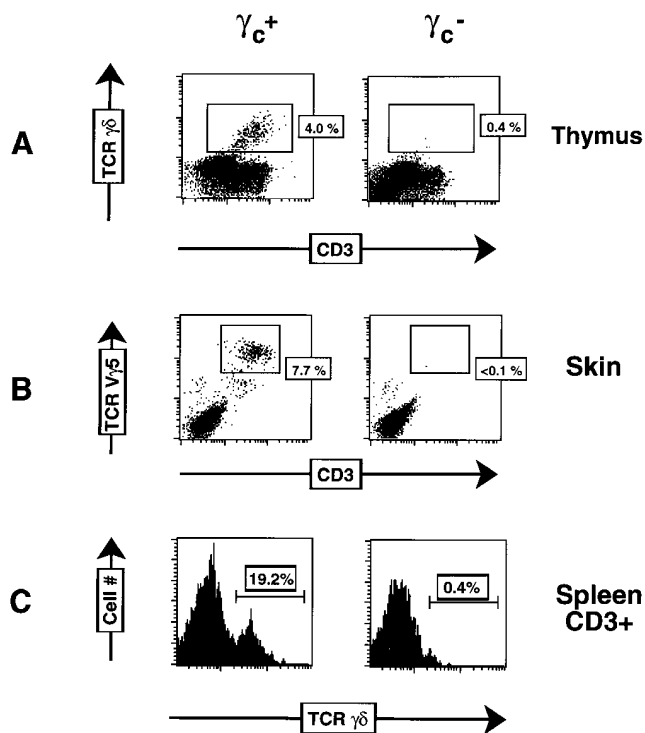 γc+ γc-
A TCR γδ 4.0 % 0.4 % Thymus
CD3
B TCR Vγ5 7.7 % <0.1 % Skin
CD3
C Cell # 19.2% 0.4% Spleen
CD3+
TCR γδ